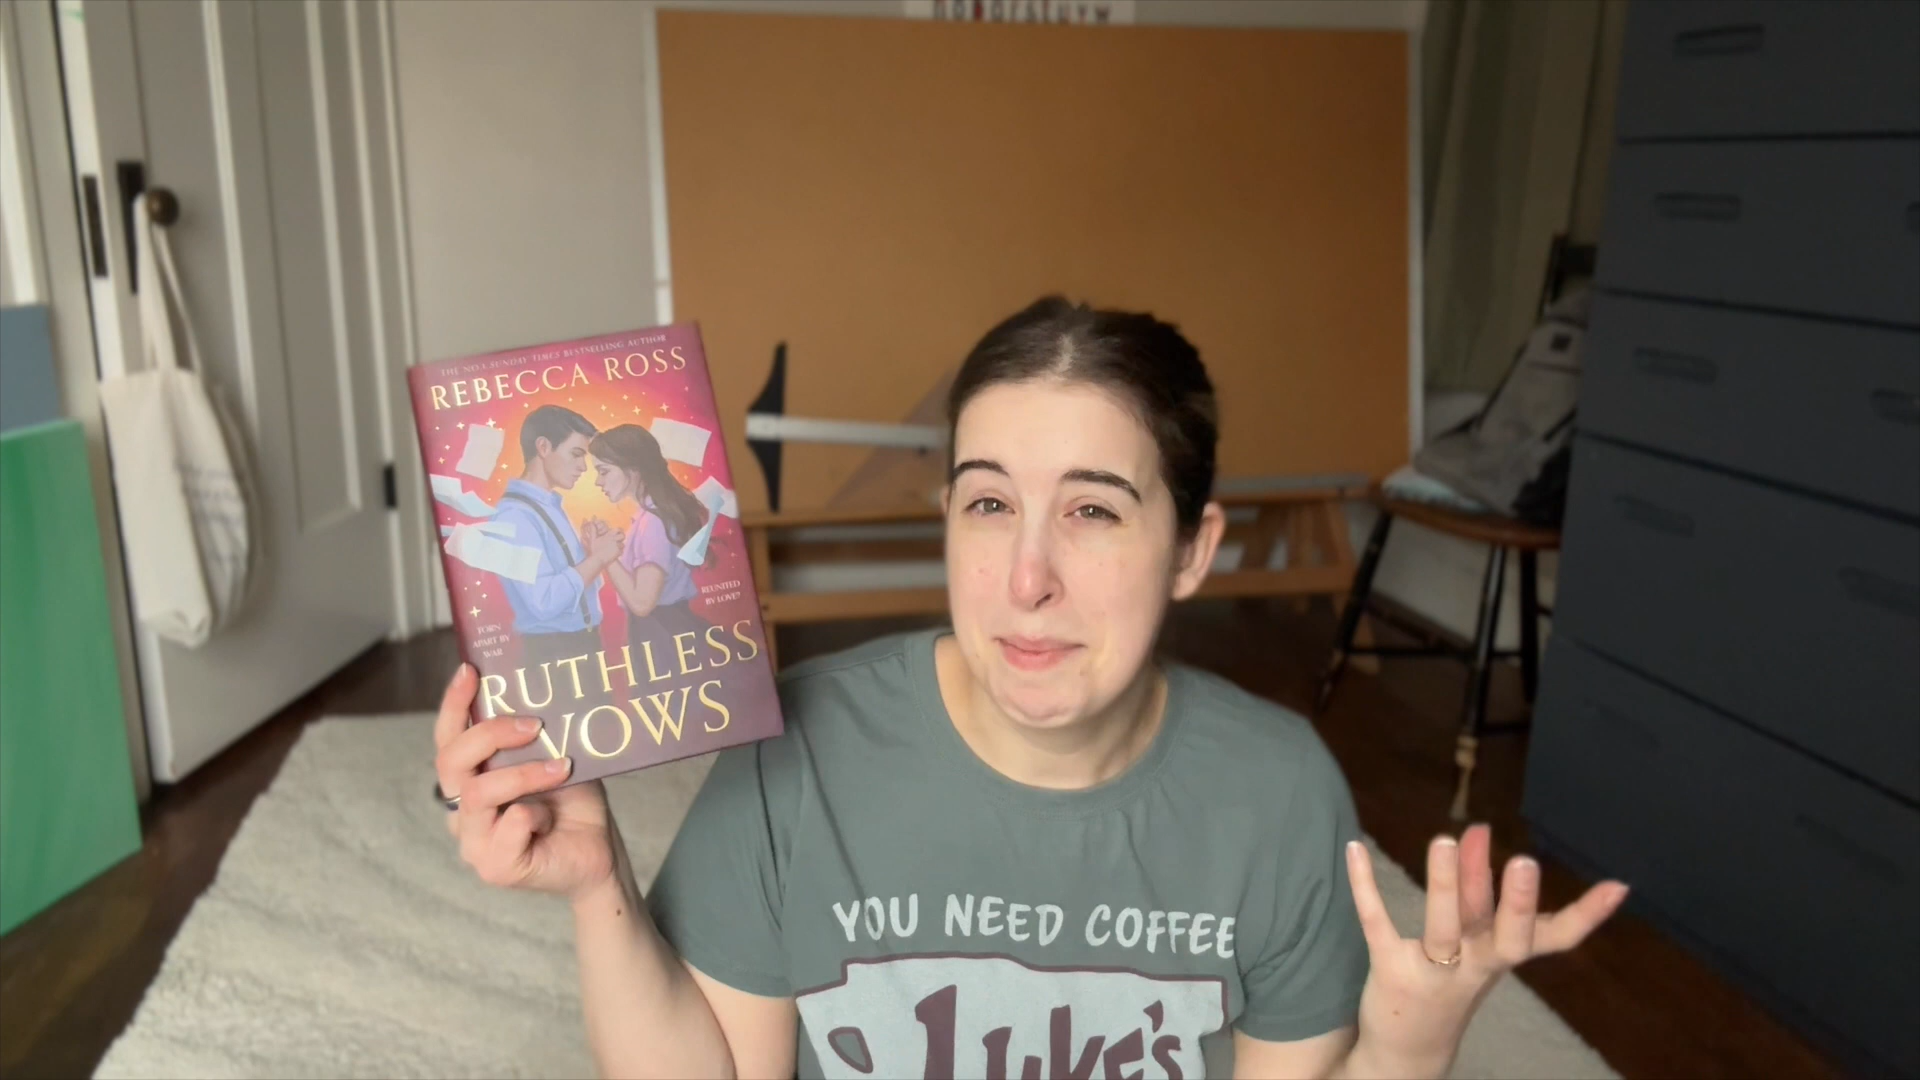 THE NO.1 SUNDAY TIMES BESTSELLING AUTHOR
REBECCA ROSS
TORN
APART BY
WAR
REUNITED
BY LOVE?
RUTHLESS
VOWS
YOU NEED COFFEE
LUKE'S